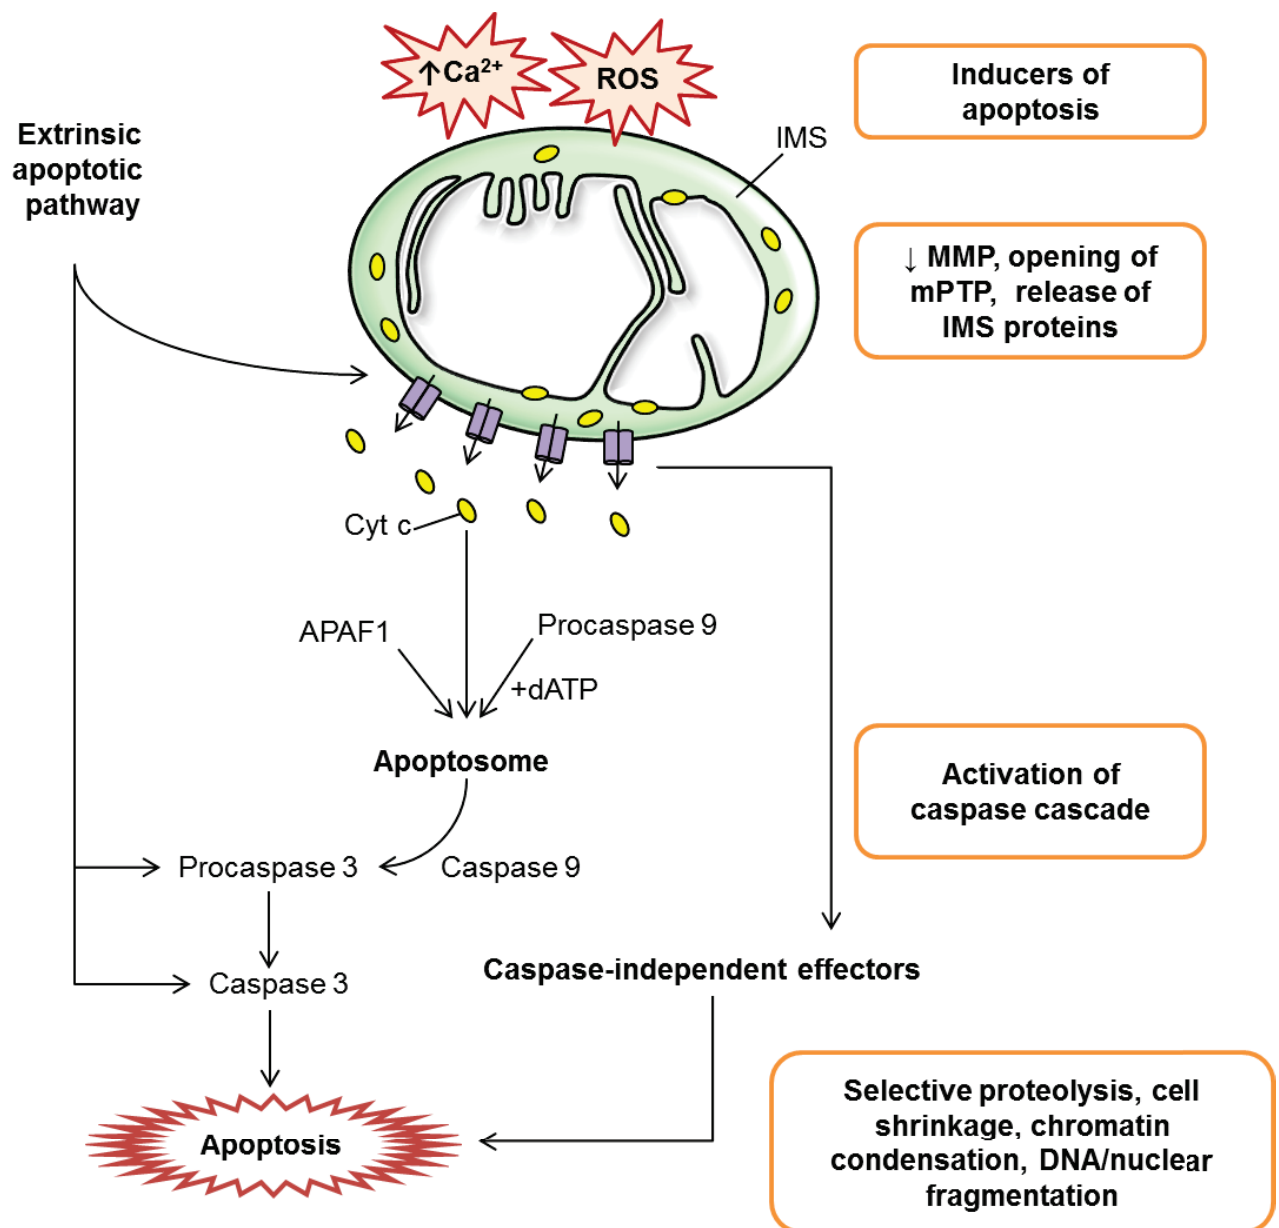 ↑Ca²⁺
ROS
Inducers of
apoptosis
Extrinsic
apoptotic
pathway
IMS
↓ MMP, opening of
mPTP, release of
IMS proteins
Cyt c
APAF1
Procaspase 9
+dATP
Apoptosome
Activation of
caspase cascade
Procaspase 3
Caspase 9
Caspase 3
Caspase-independent effectors
Apoptosis
Selective proteolysis, cell
shrinkage, chromatin
condensation, DNA/nuclear
fragmentation